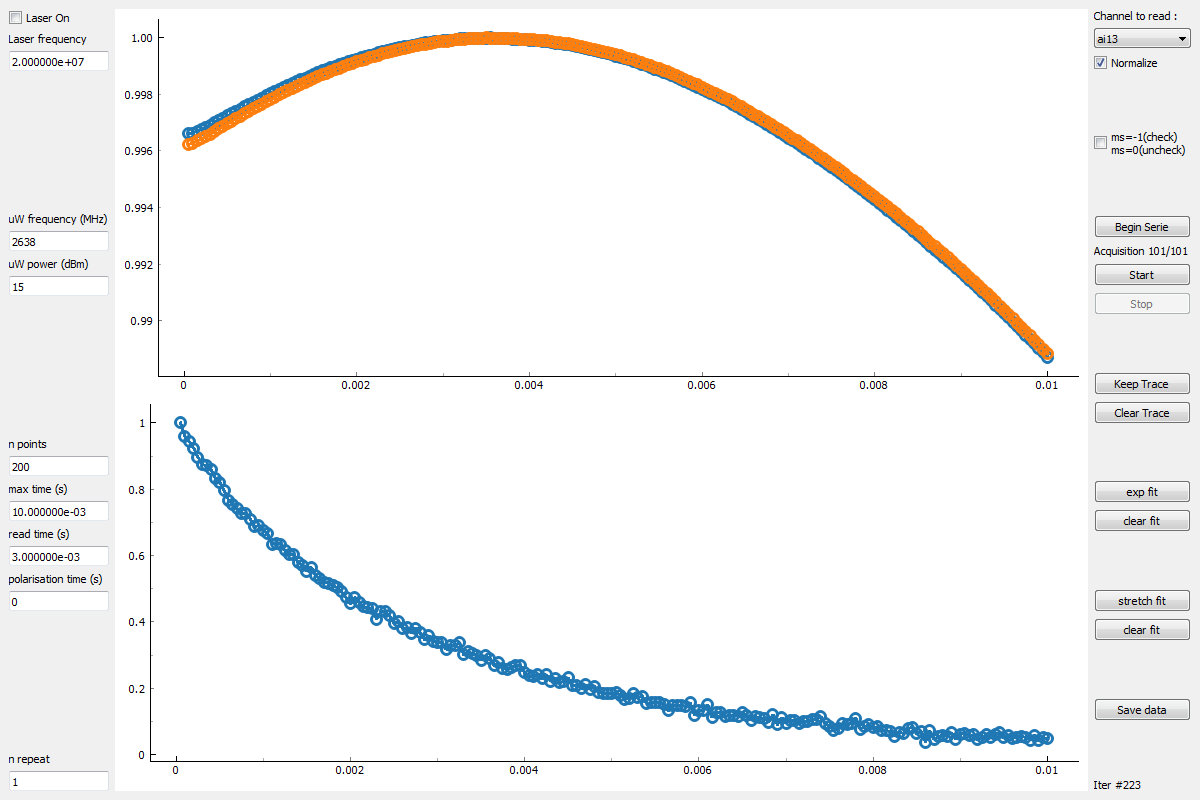 Laser On
Laser frequency
2.000000e+07
uW frequency (MHz)
2638
uW power (dBm)
15
n points
200
max time (s)
10.000000e-03
read time (s)
3.000000e-03
polarisation time (s)
0
n repeat
1
1.00
0.998
0.996
0.994
0.992
0.99
0 0.002 0.004 0.006 0.008 0.01
1
0.8
0.6
0.4
0.2
0
0 0.002 0.004 0.006 0.008 0.01
Channel to read :
ai13
Normalize
ms=-1(check)
ms=0(uncheck)
Begin Serie
Acquisition 101/101
Start
Stop
Keep Trace
Clear Trace
exp fit
clear fit
stretch fit
clear fit
Save data
Iter #223